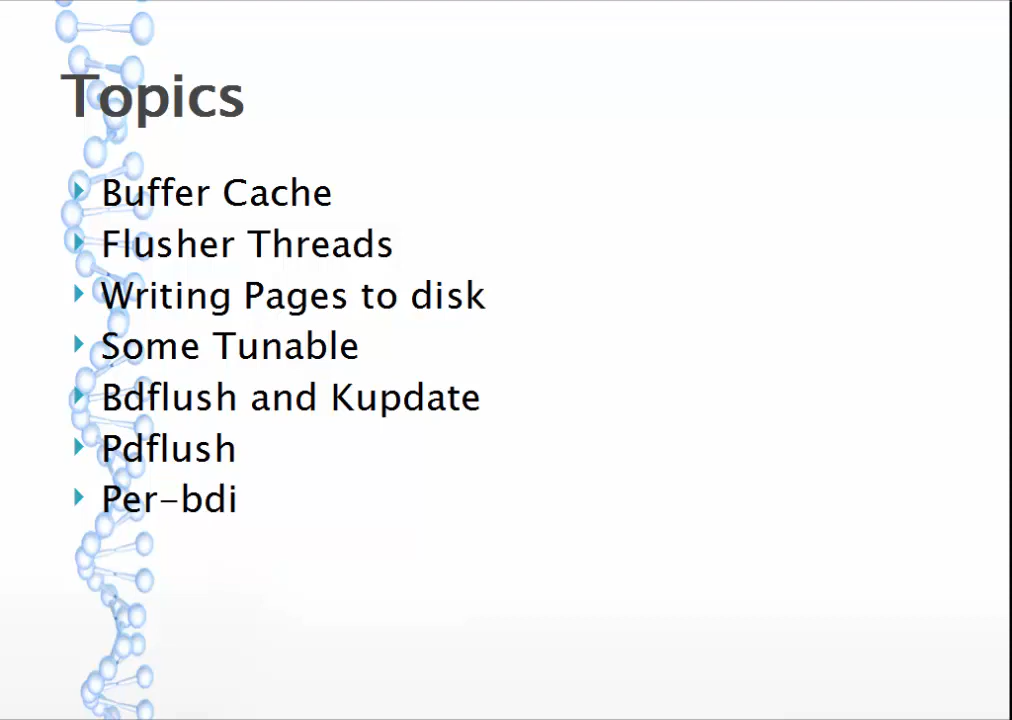 Topics
Buffer Cache
Flusher Threads
Writing Pages to disk
Some Tunable
Bdflush and Kupdate
Pdflush
Per-bdi